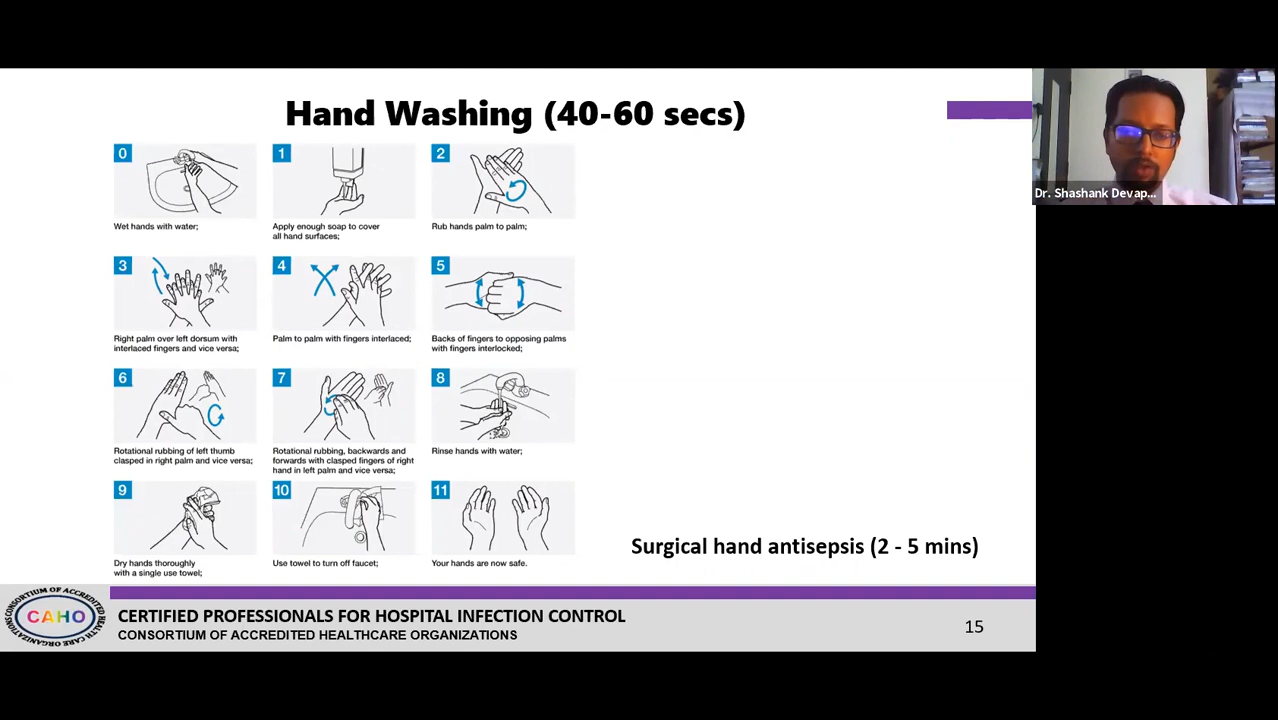 Hand Washing (40-60 secs)
0
1
2
Wet hands with water;
Apply enough soap to cover
all hand surfaces;
Rub hands palm to palm;
3
4
5
Right palm over left dorsum with
interlaced fingers and vice versa;
Palm to palm with fingers interlaced;
Backs of fingers to opposing palms
with fingers interlocked;
6
7
8
Rotational rubbing of left thumb
clasped in right palm and vice versa;
Rotational rubbing, backwards and
forwards with clasped fingers of right
hand in left palm and vice versa;
Rinse hands with water;
9
10
11
Dry hands thoroughly
with a single use towel;
Use towel to turn off faucet;
Your hands are now safe.
Surgical hand antisepsis (2 - 5 mins)
CONSORTIUM OF ACCREDITED
HEALTH CARE ORGANIZATIONS
CAHO
CERTIFIED PROFESSIONALS FOR HOSPITAL INFECTION CONTROL
CONSORTIUM OF ACCREDITED HEALTHCARE ORGANIZATIONS
15
Dr. Shashank Devap...